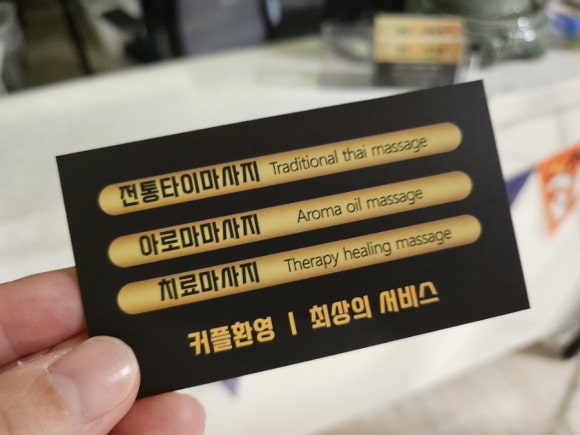 전통타이마사지 Traditional thai massage
아로마마사지 Aroma oil massage
치료마사지 Therapy healing massage
커플환영 | 최상의 서비스